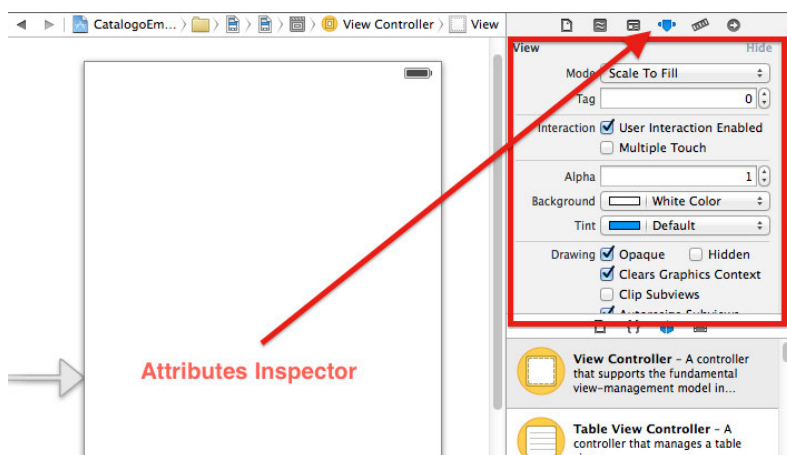 CatalogoEm... View Controller View
View Hide
Mode Scale To Fill
Tag 0
Interaction User Interaction Enabled
Multiple Touch
Alpha 1
Background White Color
Tint Default
Drawing Opaque Hidden
Clears Graphics Context
Clip Subviews
Autoresize Subviews
Attributes Inspector
View Controller - A controller
that supports the fundamental
view-management model in...
Table View Controller - A
controller that manages a table